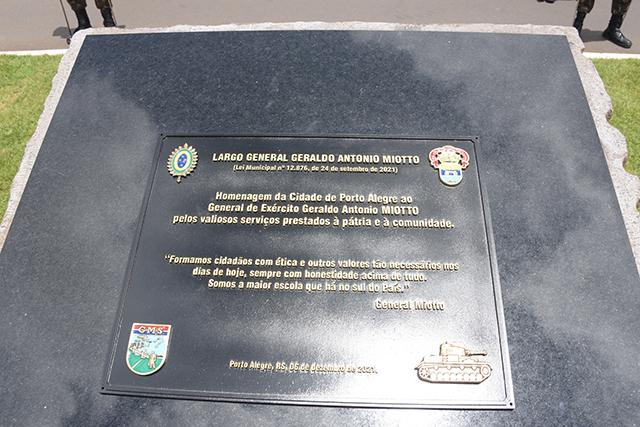 LARGO GENERAL GERALDO ANTONIO MIOTTO
(Lei Municipal nº 12.876, de 24 de setembro de 2021)
Homenagem da Cidade de Porto Alegre ao
General de Exército Geraldo Antonio MIOTTO
pelos valiosos serviços prestados à pátria e à comunidade.
"Formamos cidadãos com ética e outros valores tão necessários nos
dias de hoje, sempre com honestidade acima de tudo.
Somos a maior escola que há no sul do País."
General Miotto
G-M-S
Porto Alegre, RS, 06 de dezembro de 2021.